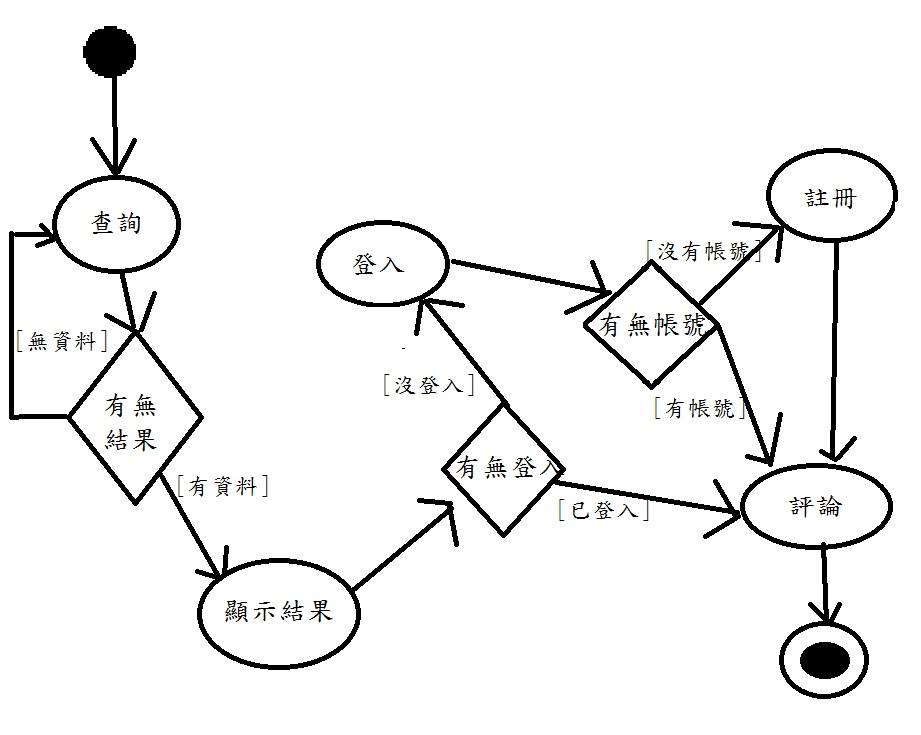 查詢
[無資料]
有無
結果
[有資料]
顯示結果
登入
[沒登入]
有無登入
[已登入]
[沒有帳號]
有無帳號
[有帳號]
註冊
評論